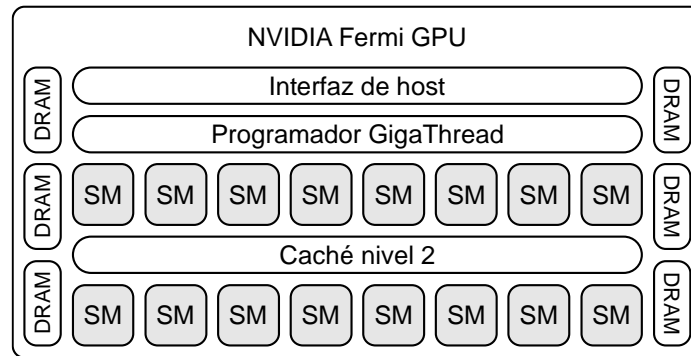 NVIDIA Fermi GPU
DRAM
Interfaz de host
DRAM
Programador GigaThread
DRAM
SM SM SM SM SM SM SM SM
DRAM
Caché nivel 2
DRAM
SM SM SM SM SM SM SM SM
DRAM